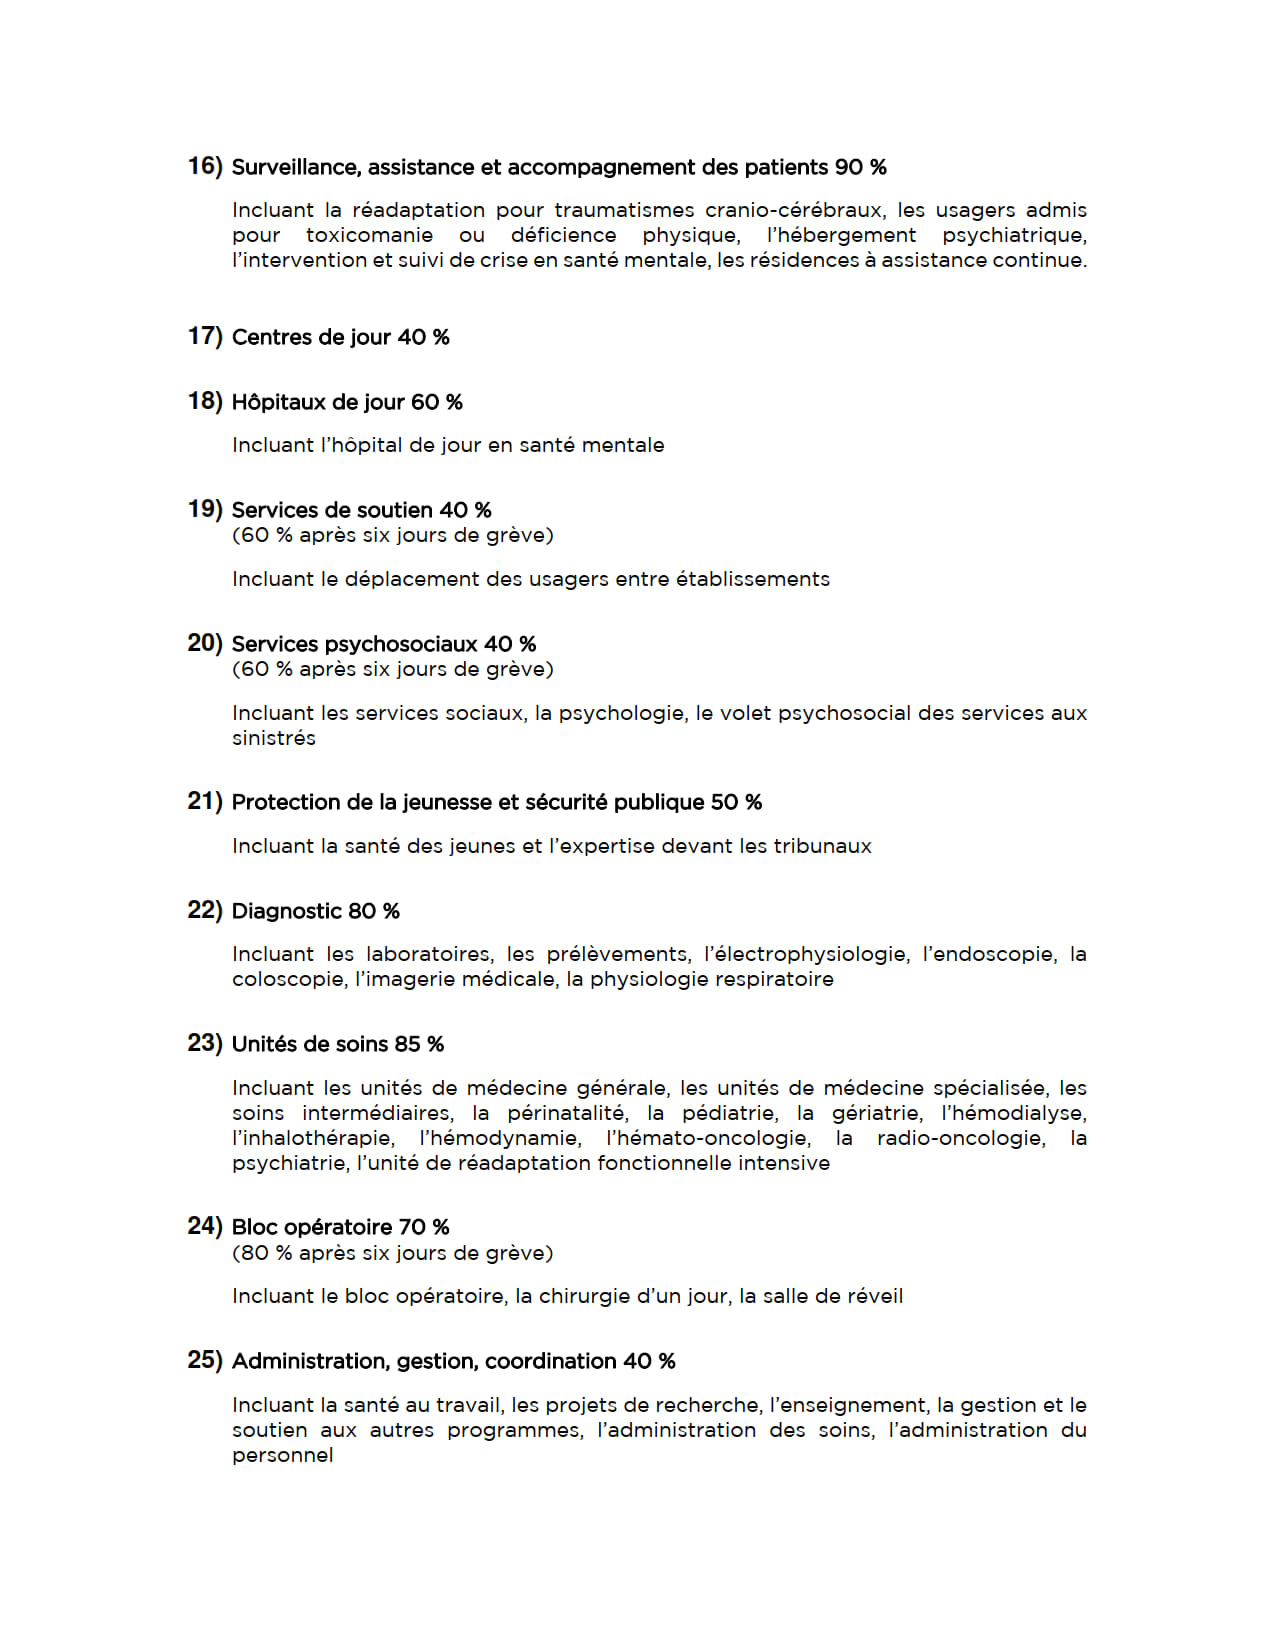 16) Surveillance, assistance et accompagnement des patients 90 %
Incluant la réadaptation pour traumatismes cranio-cérébraux, les usagers admis
pour toxicomanie ou déficience physique, l’hébergement psychiatrique,
l’intervention et suivi de crise en santé mentale, les résidences à assistance continue.
17) Centres de jour 40 %
18) Hôpitaux de jour 60 %
Incluant l’hôpital de jour en santé mentale
19) Services de soutien 40 %
(60 % après six jours de grève)
Incluant le déplacement des usagers entre établissements
20) Services psychosociaux 40 %
(60 % après six jours de grève)
Incluant les services sociaux, la psychologie, le volet psychosocial des services aux
sinistrés
21) Protection de la jeunesse et sécurité publique 50 %
Incluant la santé des jeunes et l’expertise devant les tribunaux
22) Diagnostic 80 %
Incluant les laboratoires, les prélèvements, l’électrophysiologie, l’endoscopie, la
coloscopie, l’imagerie médicale, la physiologie respiratoire
23) Unités de soins 85 %
Incluant les unités de médecine générale, les unités de médecine spécialisée, les
soins intermédiaires, la périnatalité, la pédiatrie, la gériatrie, l’hémodialyse,
l’inhalothérapie, l’hémodynamie, l’hémato-oncologie, la radio-oncologie, la
psychiatrie, l’unité de réadaptation fonctionnelle intensive
24) Bloc opératoire 70 %
(80 % après six jours de grève)
Incluant le bloc opératoire, la chirurgie d’un jour, la salle de réveil
25) Administration, gestion, coordination 40 %
Incluant la santé au travail, les projets de recherche, l’enseignement, la gestion et le
soutien aux autres programmes, l’administration des soins, l’administration du
personnel